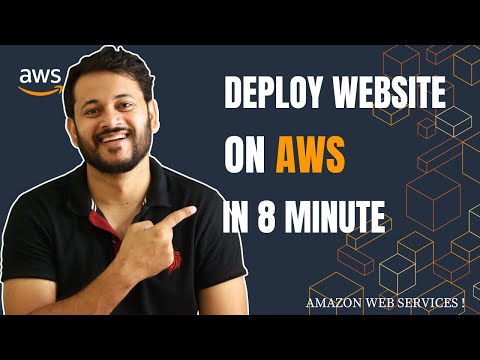 aws
DEPLOY WEBSITE
ON AWS
IN 8 MINUTE
AMAZON WEB SERVICES !